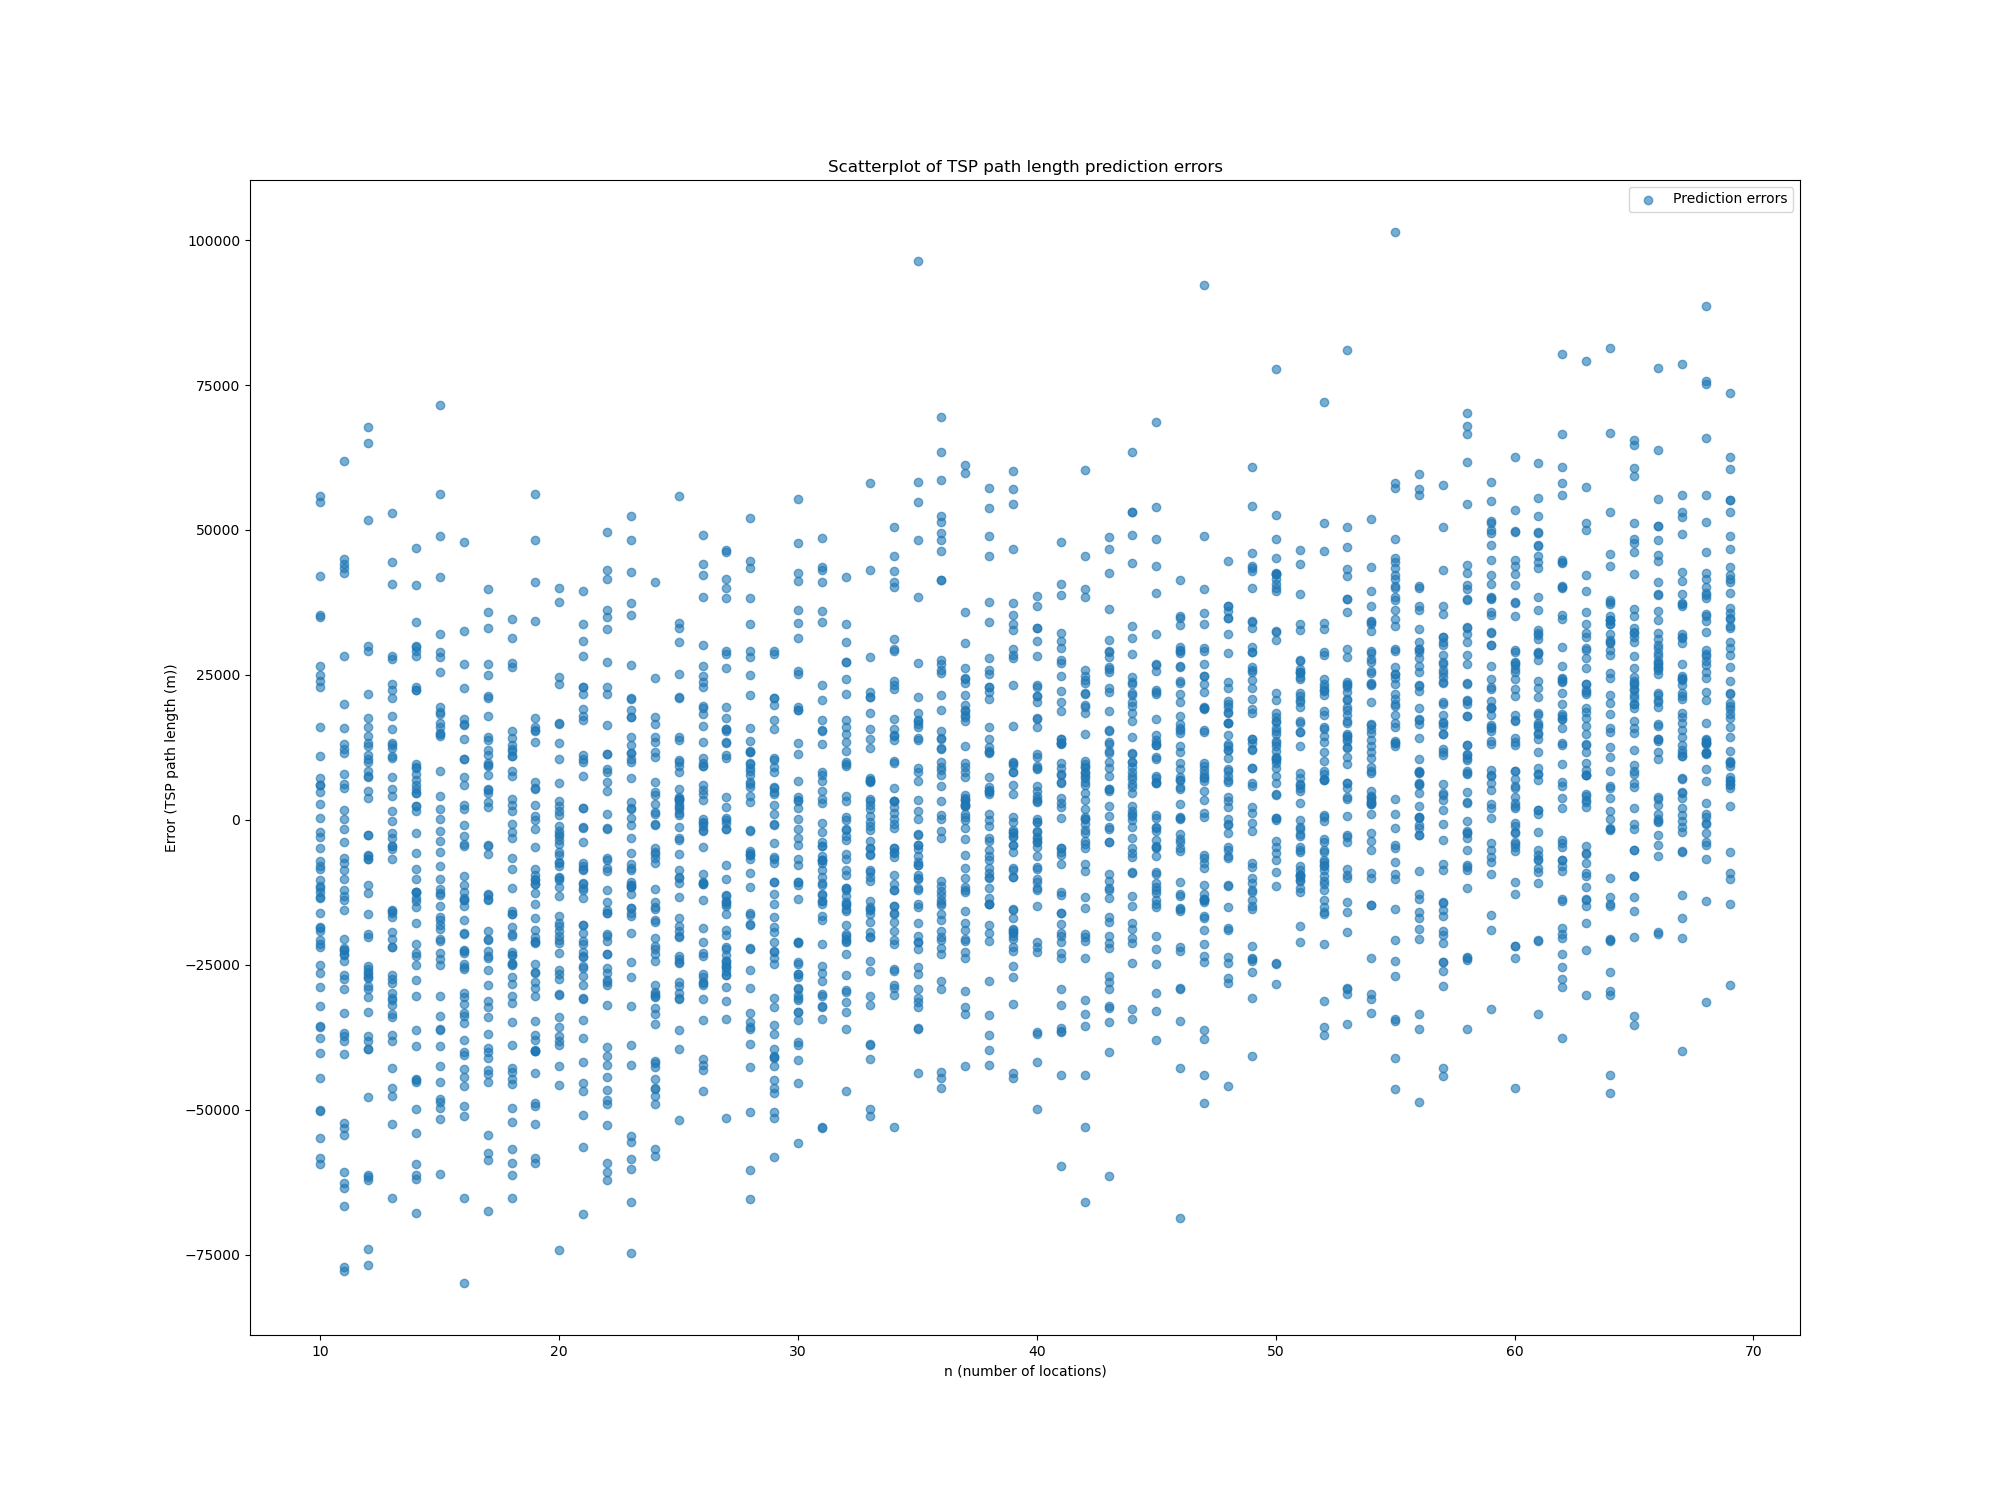 Scatterplot of TSP path length prediction errors
Prediction errors
100000
75000
50000
25000
0
−25000
−50000
−75000
Error (TSP path length (m))
10 20 30 40 50 60 70
n (number of locations)